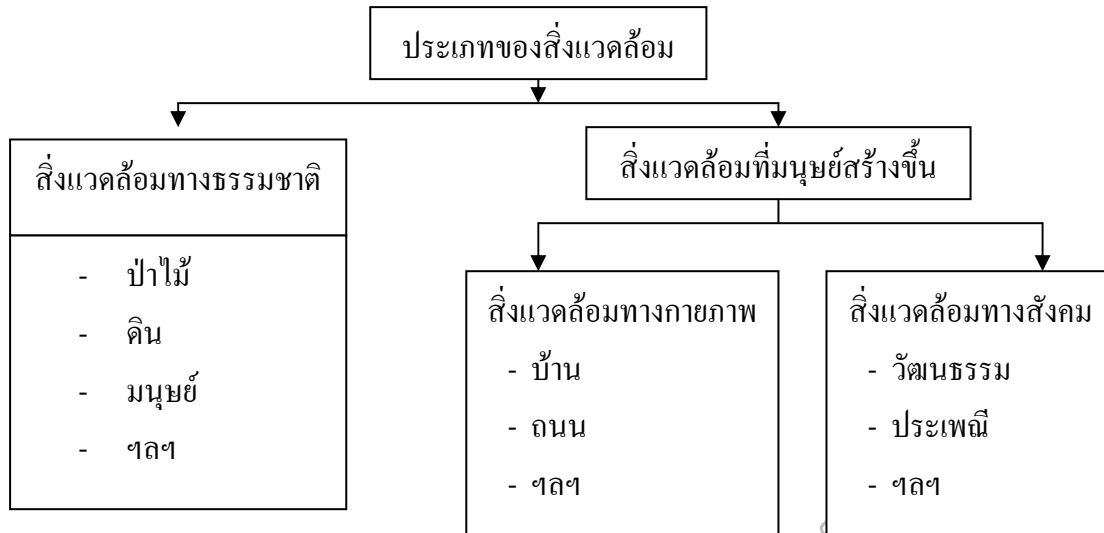 ประเภทของสิ่งแวดล้อม
สิ่งแวดล้อมทางธรรมชาติ
- ป่าไม้
- ดิน
- มนุษย์
- ฯลฯ
สิ่งแวดล้อมที่มนุษย์สร้างขึ้น
สิ่งแวดล้อมทางกายภาพ
- บ้าน
- ถนน
- ฯลฯ
สิ่งแวดล้อมทางสังคม
- วัฒนธรรม
- ประเพณี
- ฯลฯ